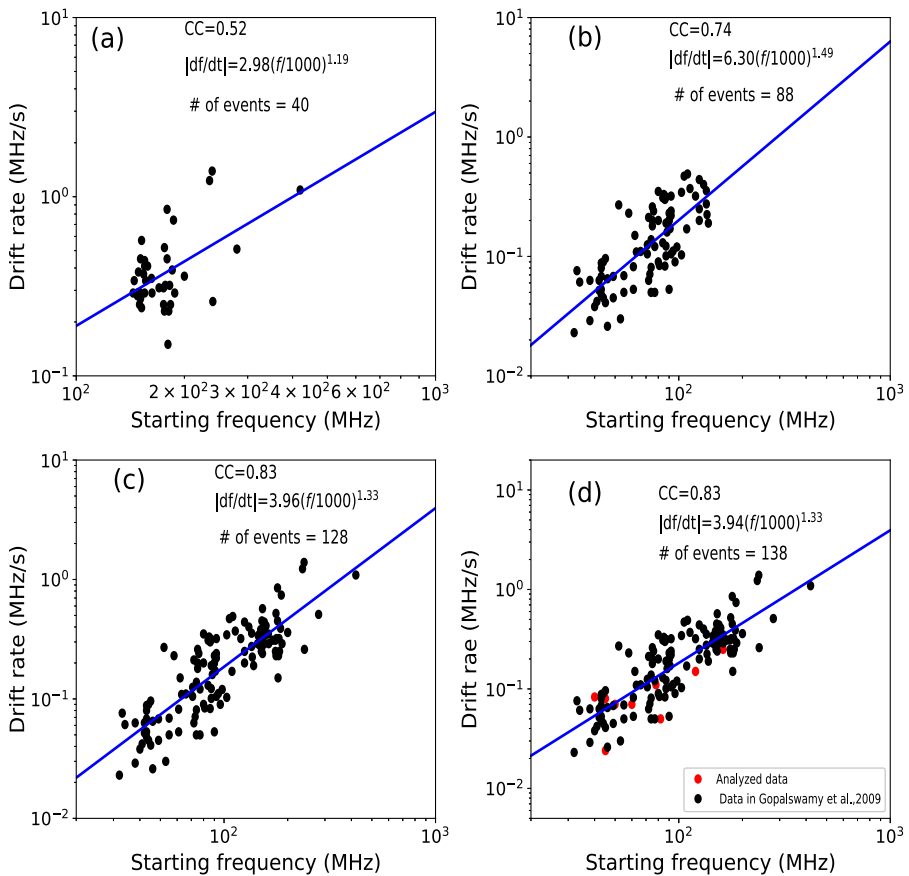 (a)
CC=0.52
|df/dt|=2.98(f/1000)^1.19
# of events = 40
Drift rate (MHz/s)
10^1
10^0
10^-1
10^2
2×10^2
3×10^2
4×10^2
6×10^2
10^3
Starting frequency (MHz)
(b)
CC=0.74
|df/dt|=6.30(f/1000)^1.49
# of events = 88
Drift rate (MHz/s)
10^1
10^0
10^-1
10^-2
10^2
10^3
Starting frequency (MHz)
(c)
CC=0.83
|df/dt|=3.96(f/1000)^1.33
# of events = 128
Drift rate (MHz/s)
10^1
10^0
10^-1
10^-2
10^2
10^3
Starting frequency (MHz)
(d)
CC=0.83
|df/dt|=3.94(f/1000)^1.33
# of events = 138
Drift rae (MHz/s)
10^1
10^0
10^-1
10^-2
10^2
10^3
Analyzed data
Data in Gopalswamy et al.,2009
Starting frequency (MHz)